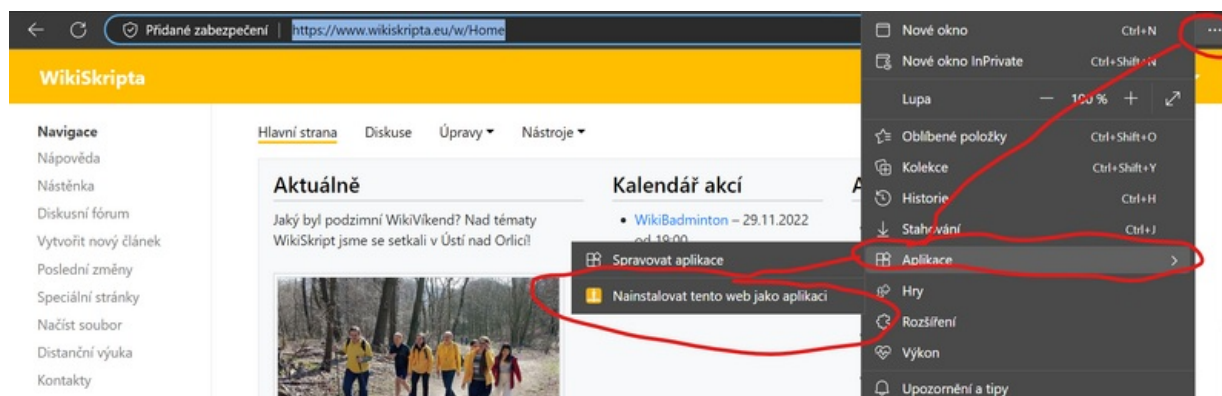 Přidané zabezpečení
https://www.wikiskripta.eu/w/Home
WikiSkripta
Navigace
Nápověda
Nástěnka
Diskusní fórum
Vytvořit nový článek
Poslední změny
Speciální stránky
Načíst soubor
Distanční výuka
Kontakty
Hlavní strana Diskuse Úpravy Nástroje
Aktuálně
Jaký byl podzimní WikiVíkend? Nad tématy
WikiSkript jsme se setkali v Ústí nad Orlicí!
Kalendář akcí
• WikiBadminton – 29.11.2022
od 19:00
A
Spravovat aplikace
Nainstalovat tento web jako aplikaci
Nové okno Ctrl+N
Nové okno InPrivate Ctrl+Shift+N
Lupa — 100 % +
Oblíbené položky Ctrl+Shift+O
Kolekce Ctrl+Shift+Y
Historie Ctrl+H
Stahování Ctrl+J
Aplikace
Hry
Rozšíření
Výkon
Upozornění a tipy